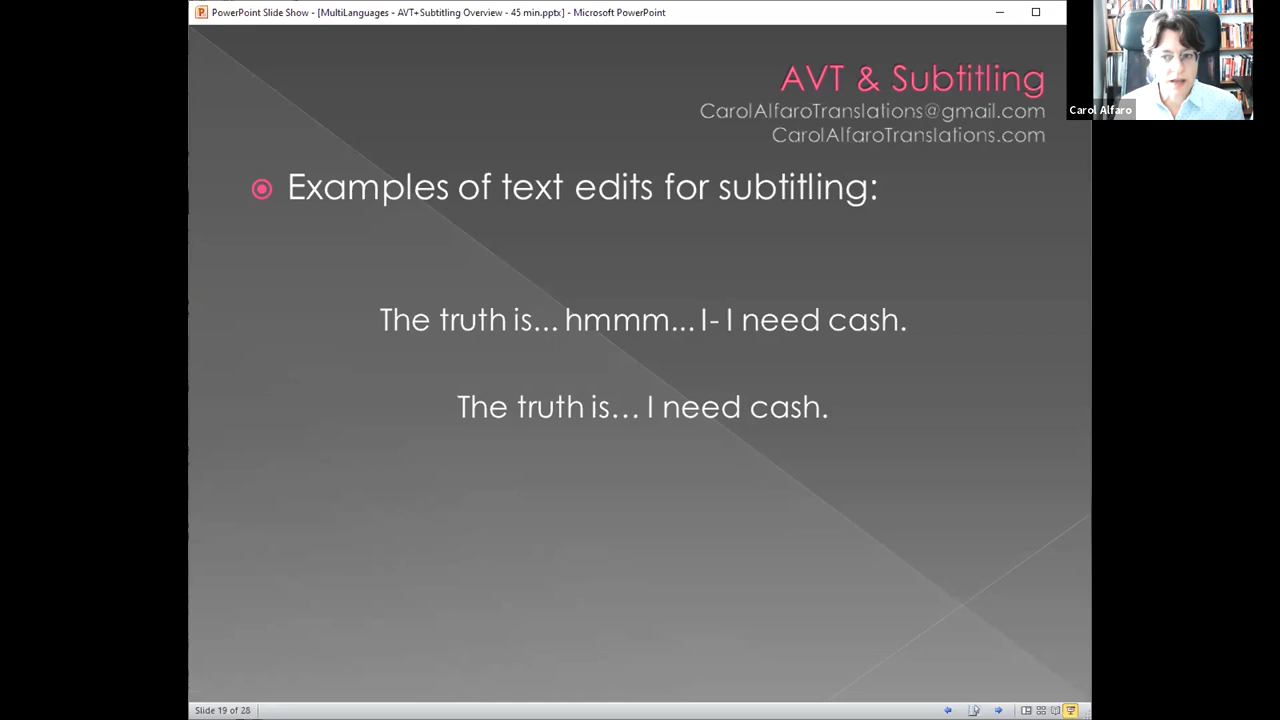 PowerPoint Slide Show - [MultiLanguages - AVT+Subtitling Overview - 45 min.pptx] - Microsoft PowerPoint
AVT & Subtitling
CarolAlfaroTranslations@gmail.com
Carol Alfaro
CarolAlfaroTranslations.com
Examples of text edits for subtitling:
The truth is... hmmm... I- I need cash.
The truth is... I need cash.
Slide 19 of 28